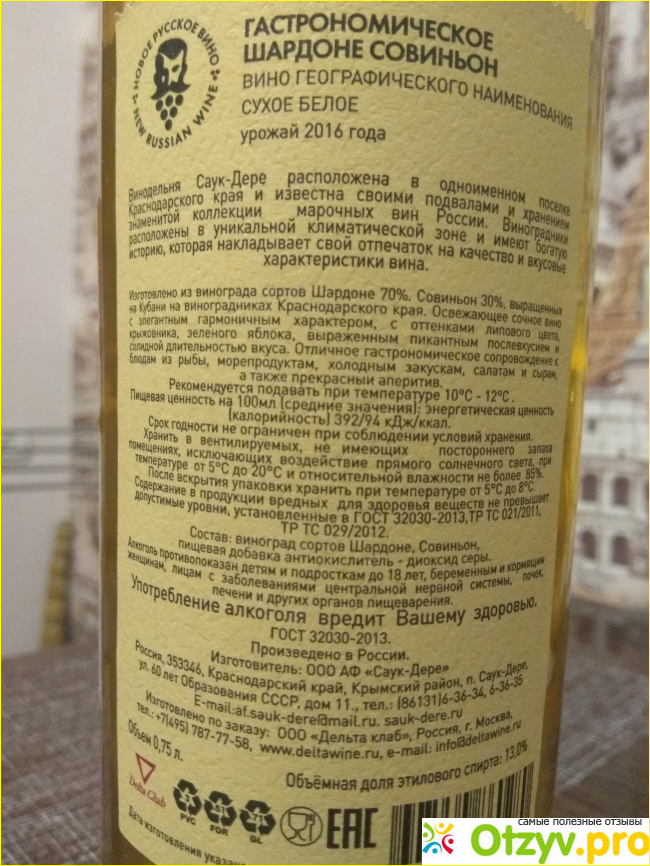 НОВОЕ РУССКОЕ ВИНО
NEW RUSSIAN WINE
ГАСТРОНОМИЧЕСКОЕ
ШАРДОНЕ СОВИНЬОН
ВИНО ГЕОГРАФИЧЕСКОГО НАИМЕНОВАНИЯ
СУХОЕ БЕЛОЕ
урожай 2016 года
Винодельня Саук-Дере расположена в одноименном поселке
Краснодарского края и известна своими подвалами и хранением
знаменитой коллекции марочных вин России. Виноградники
расположены в уникальной климатической зоне и имеют богатую
историю, которая накладывает свой отпечаток на качество и вкусовые
характеристики вина.
Изготовлено из винограда сортов Шардоне 70%. Совиньон 30%, выращенных
на Кубани на виноградниках Краснодарского края. Освежающее сочное вино
с элегантным гармоничным характером, с оттенками липового цвета,
крыжовника, зеленого яблока, выраженным пикантным послевкусием и
солидной длительностью вкуса. Отличное гастрономическое сопровождение к
блюдам из рыбы, морепродуктам, холодным закускам, салатам и сырам,
а также прекрасный аперитив.
Рекомендуется подавать при температуре 10°С - 12°С .
Пищевая ценность на 100мл (средние значения): энергетическая ценность
(калорийность) 392/94 кДж/ккал.
Срок годности не ограничен при соблюдении условий хранения.
Хранить в вентилируемых, не имеющих постороннего запаха
помещениях, исключающих воздействие прямого солнечного света, при
температуре от 5°С до 20°С и относительной влажности не более 85%.
После вскрытия упаковки хранить при температуре от 5°С до 8°С.
Содержание в продукции вредных для здоровья веществ не превышает
допустимые уровни, установленные в ГОСТ 32030-2013,ТР ТС 021/2011,
ТР ТС 029/2012.
Состав: виноград сортов Шардоне, Совиньон,
пищевая добавка антиокислитель - диоксид серы.
Алкоголь противопоказан детям и подросткам до 18 лет, беременным и кормящим
женщинам, лицам с заболеваниями центральной нервной системы, почек,
печени и других органов пищеварения.
Употребление алкоголя вредит Вашему здоровью.
ГОСТ 32030-2013.
Произведено в России.
Изготовитель: ООО АФ «Саук-Дере»
Россия, 353346, Краснодарский край, Крымский район, п. Саук-Дере,
ул. 60 лет Образования СССР, дом 11., тел.: (86131)6-36-34, 6-36-35
E-mail:af.sauk-dere@mail.ru. sauk-dere.ru
Изготовлено по заказу: ООО «Дельта клаб», Россия, г. Москва,
тел.: +7(495) 787-77-58, www.deltawine.ru, e-mail: info@deltawine.ru
Объем 0,75 л.
Объёмная доля этилового спирта: 13,0%
Delta Club
3
PVC
51
FOR
71
GL
EAC
Дата изготовления указана
самые полезные отзывы
Otzyv.pro